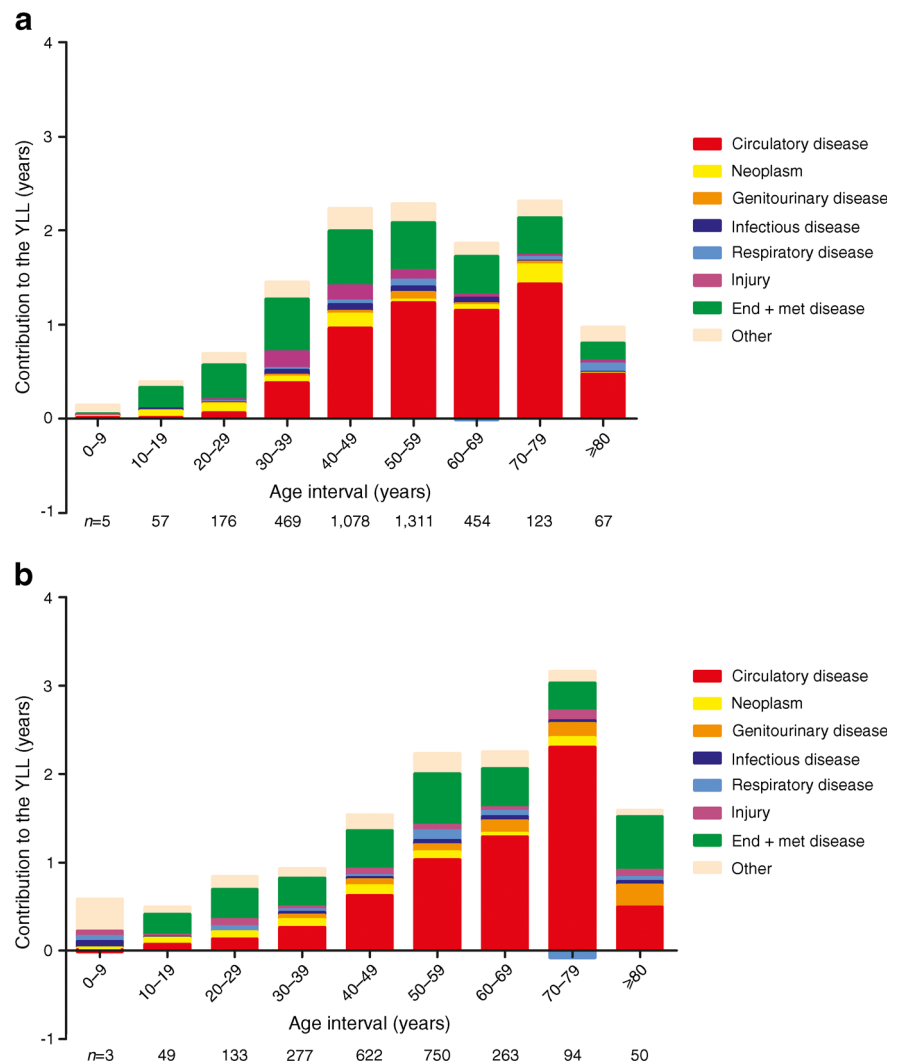 a
4
3
2
1
0
-1
Contribution to the YLL (years)
0–9
10–19
20–29
30–39
40–49
50–59
60–69
70–79
⩾80
Age interval (years)
n=5 57 176 469 1,078 1,311 454 123 67
Circulatory disease
Neoplasm
Genitourinary disease
Infectious disease
Respiratory disease
Injury
End + met disease
Other
b
4
3
2
1
0
-1
Contribution to the YLL (years)
0–9
10–19
20–29
30–39
40–49
50–59
60–69
70–79
⩾80
Age interval (years)
n=3 49 133 277 622 750 263 94 50
Circulatory disease
Neoplasm
Genitourinary disease
Infectious disease
Respiratory disease
Injury
End + met disease
Other